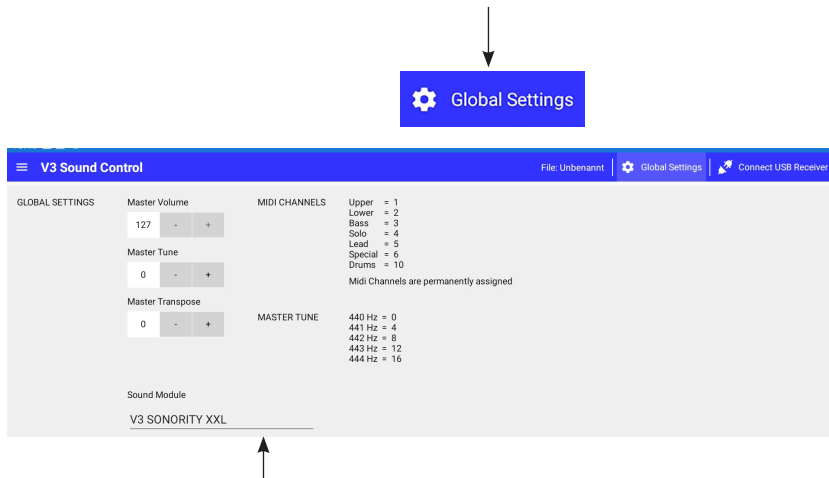 Global Settings
V3 Sound Control
File: Unbenannt
Global Settings
Connect USB Receiver
GLOBAL SETTINGS
Master Volume
127 - +
Master Tune
0 - +
Master Transpose
0 - +
MIDI CHANNELS
Upper = 1
Lower = 2
Bass = 3
Solo = 4
Lead = 5
Special = 6
Drums = 10
Midi Channels are permanently assigned
MASTER TUNE
440 Hz = 0
441 Hz = 4
442 Hz = 8
443 Hz = 12
444 Hz = 16
Sound Module
V3 SONORITY XXL